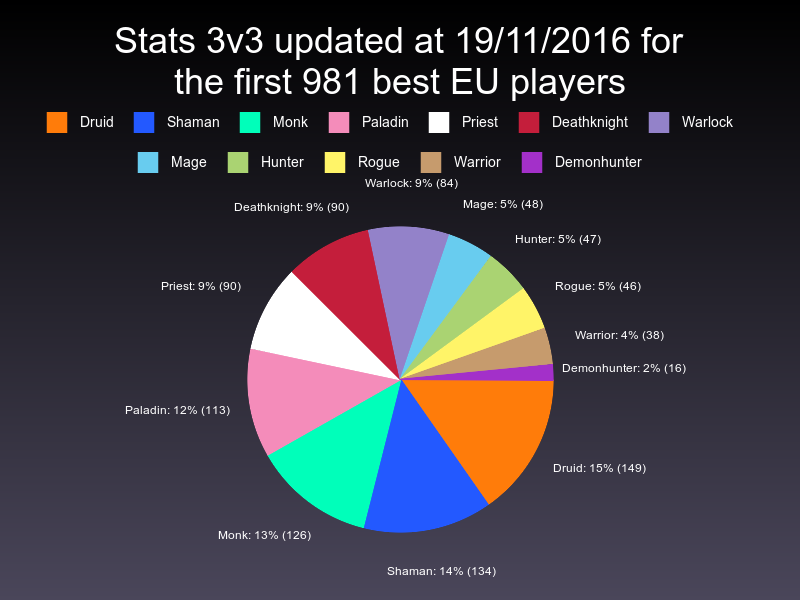 Stats 3v3 updated at 19/11/2016 for
the first 981 best EU players
Druid Shaman Monk Paladin Priest Deathknight Warlock
Mage Hunter Rogue Warrior Demonhunter
Warlock: 9% (84)
Mage: 5% (48)
Deathknight: 9% (90)
Hunter: 5% (47)
Priest: 9% (90)
Rogue: 5% (46)
Warrior: 4% (38)
Demonhunter: 2% (16)
Paladin: 12% (113)
Druid: 15% (149)
Monk: 13% (126)
Shaman: 14% (134)